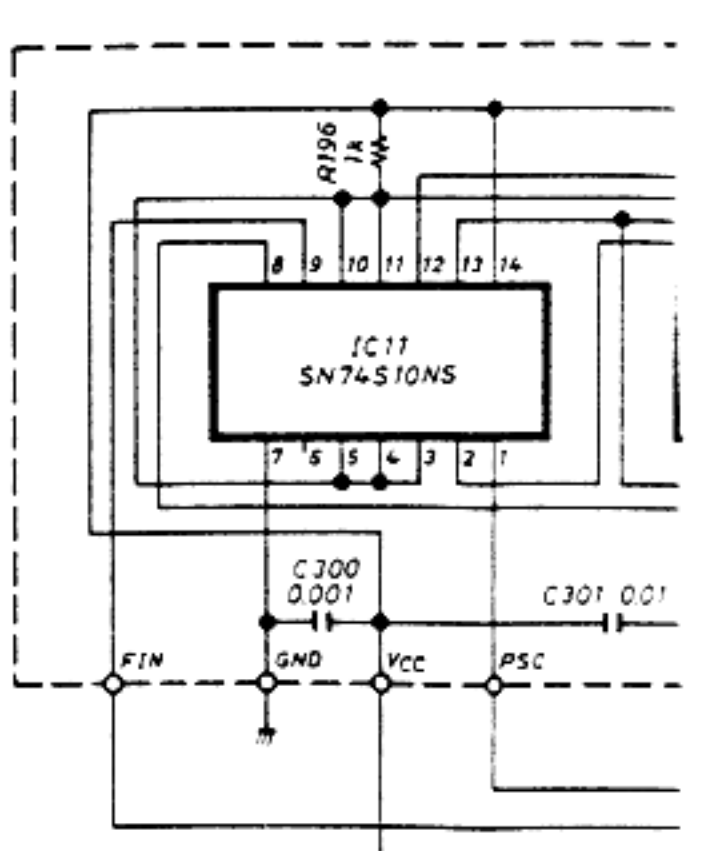 R196
1k
8 9 10 11 12 13 14
IC11
SN74S10NS
7 6 5 4 3 2 1
C300
0.001
C301 0.01
FIN GND VCC PSC